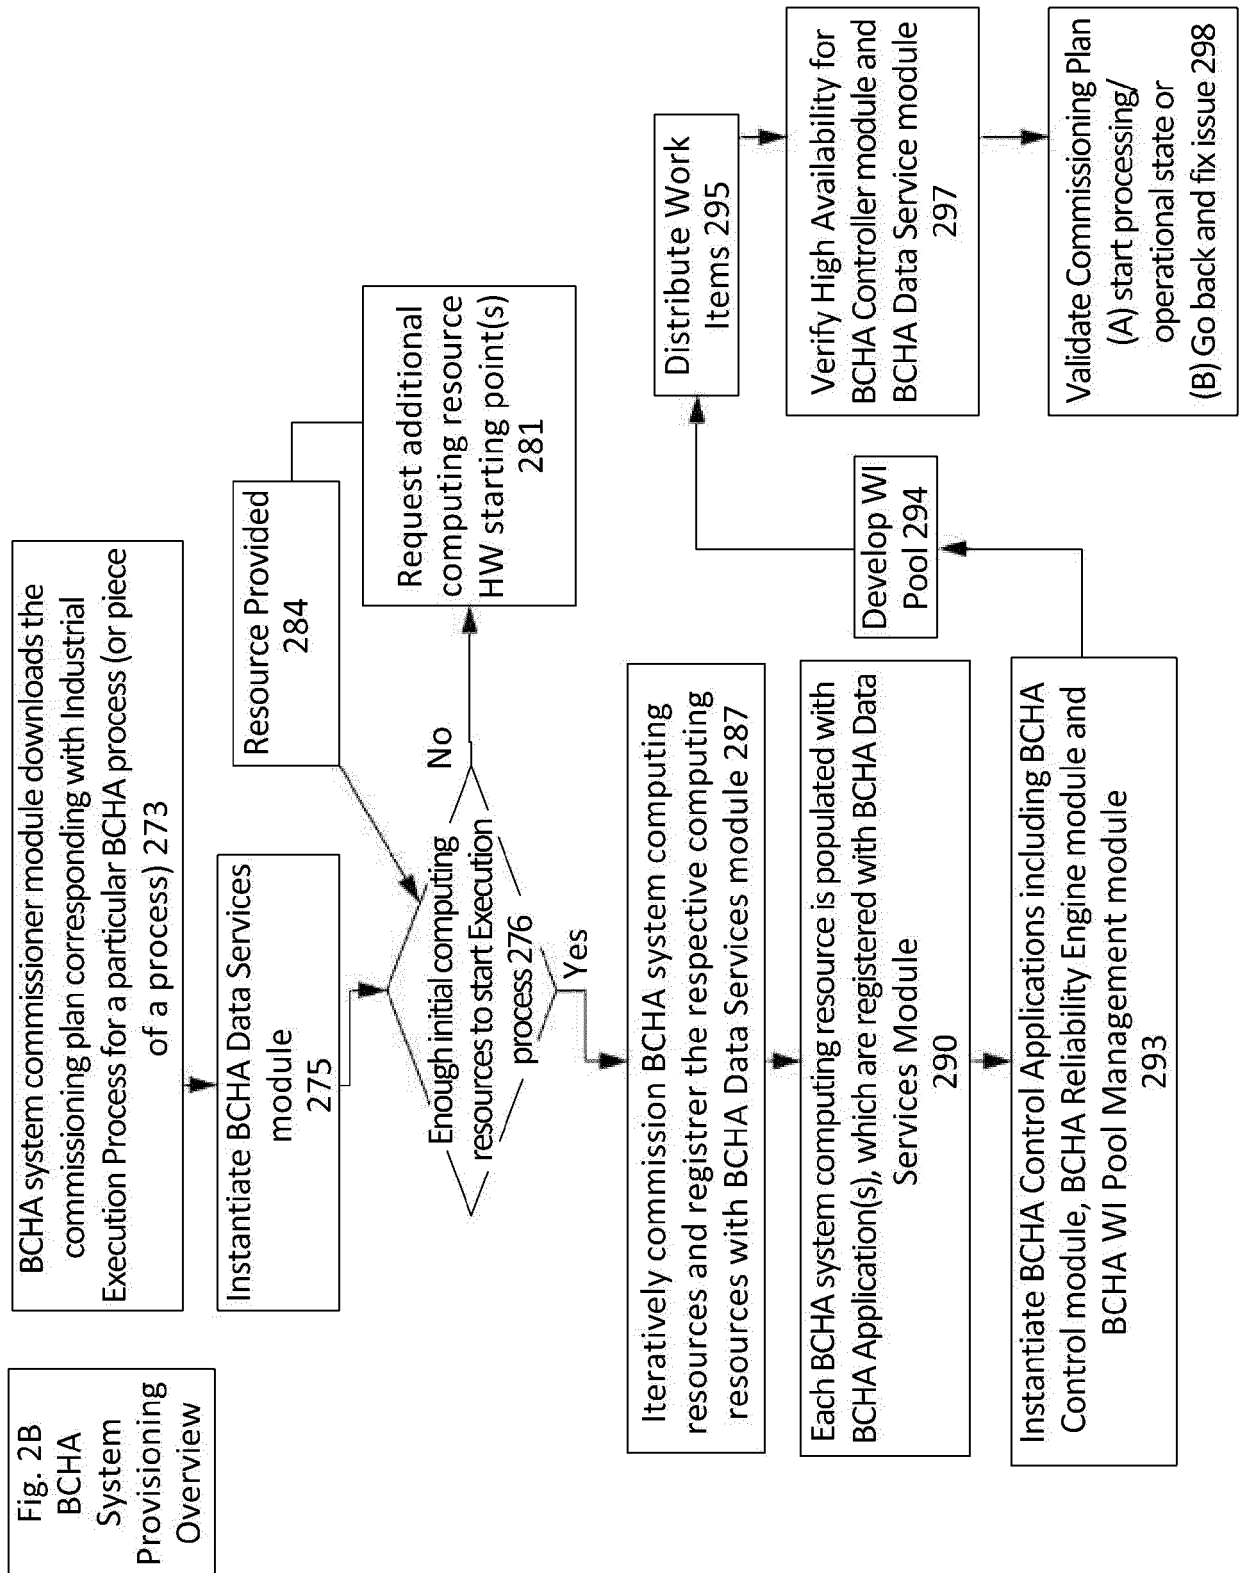 Fig. 2B
BCHA
System
Provisioning
Overview
BCHA system commissioner module downloads the
commissioning plan corresponding with Industrial
Execution Process for a particular BCHA process (or piece
of a process) 273
Instantiate BCHA Data Services
module
275
Enough initial computing
resources to start Execution
process 276
No
Yes
Request additional
computing resource
HW starting point(s)
281
Resource Provided
284
Iteratively commission BCHA system computing
resources and registrer the respective computing
resources with BCHA Data Services module 287
Each BCHA system computing resource is populated with
BCHA Application(s), which are registered with BCHA Data
Services Module
290
Instantiate BCHA Control Applications including BCHA
Control module, BCHA Reliability Engine module and
BCHA WI Pool Management module
293
Develop WI
Pool 294
Distribute Work
Items 295
Verify High Availability for
BCHA Controller module and
BCHA Data Service module
297
Validate Commissioning Plan
(A) start processing/
operational state or
(B) Go back and fix issue 298